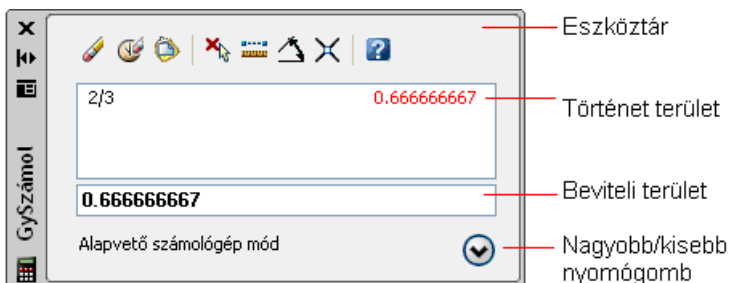 Eszköztár
2/3 0.666666667
Történet terület
0.666666667
Beviteli terület
Alapvető számológép mód
Nagyobb/kisebb
nyomógomb
GySzámol